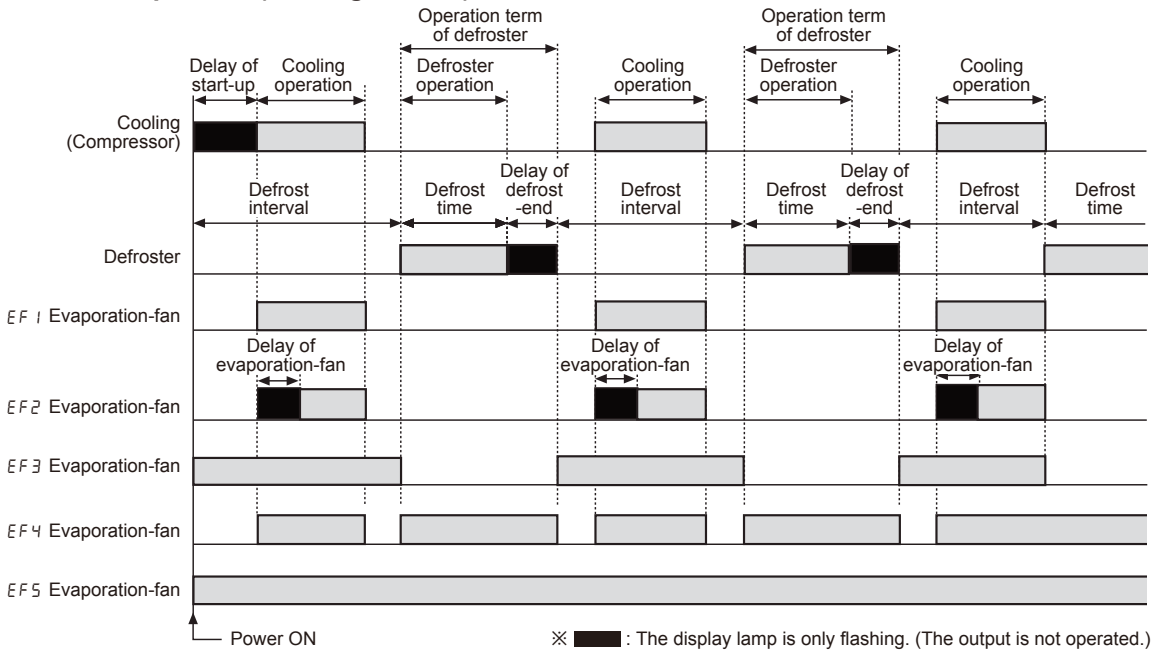 Operation term
of defroster
Operation term
of defroster
Delay of
start-up
Cooling
operation
Defroster
operation
Cooling
operation
Defroster
operation
Cooling
operation
Cooling
(Compressor)
Defrost
interval
Defrost
time
Delay of
defrost
-end
Defrost
interval
Defrost
time
Delay of
defrost
-end
Defrost
interval
Defrost
time
Defroster
EF1 Evaporation-fan
Delay of
evaporation-fan
Delay of
evaporation-fan
Delay of
evaporation-fan
EF2 Evaporation-fan
EF3 Evaporation-fan
EF4 Evaporation-fan
EF5 Evaporation-fan
Power ON
※ : The display lamp is only flashing. (The output is not operated.)